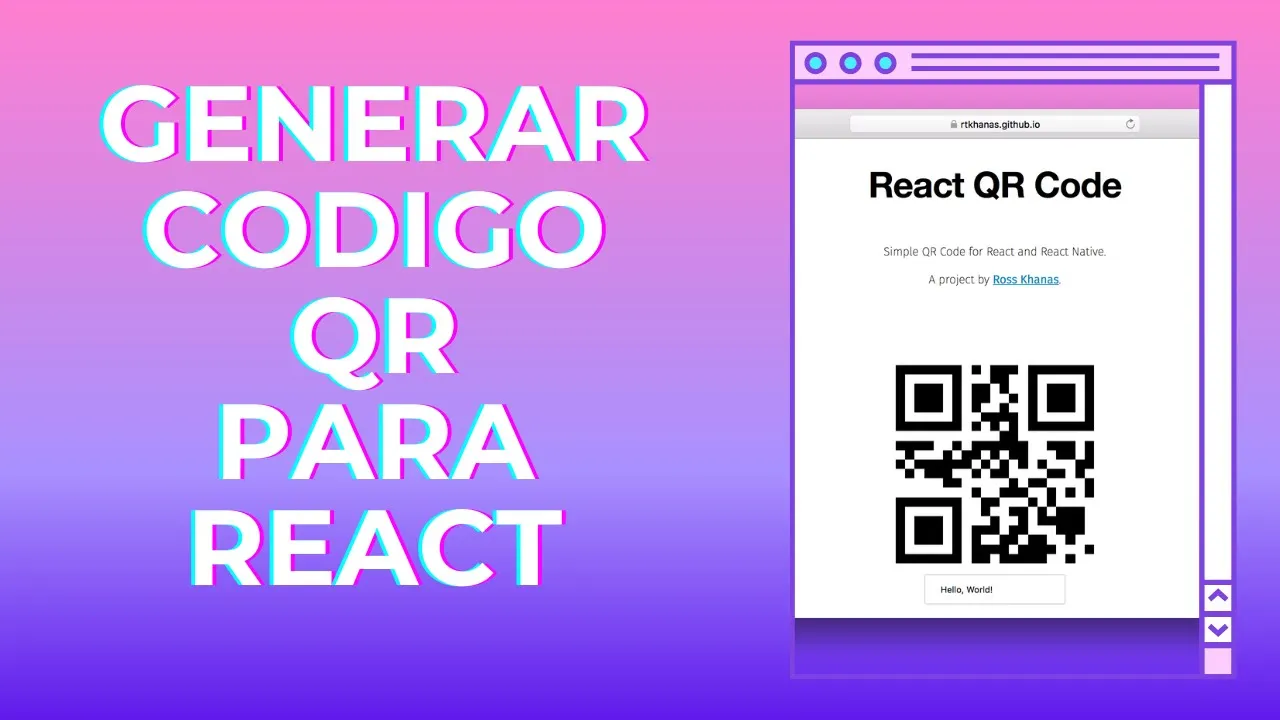 GENERAR
CODIGO
QR
PARA
REACT
rtkhanas.github.io
React QR Code
Simple QR Code for React and React Native.
A project by Ross Khanas.
Hello, World!